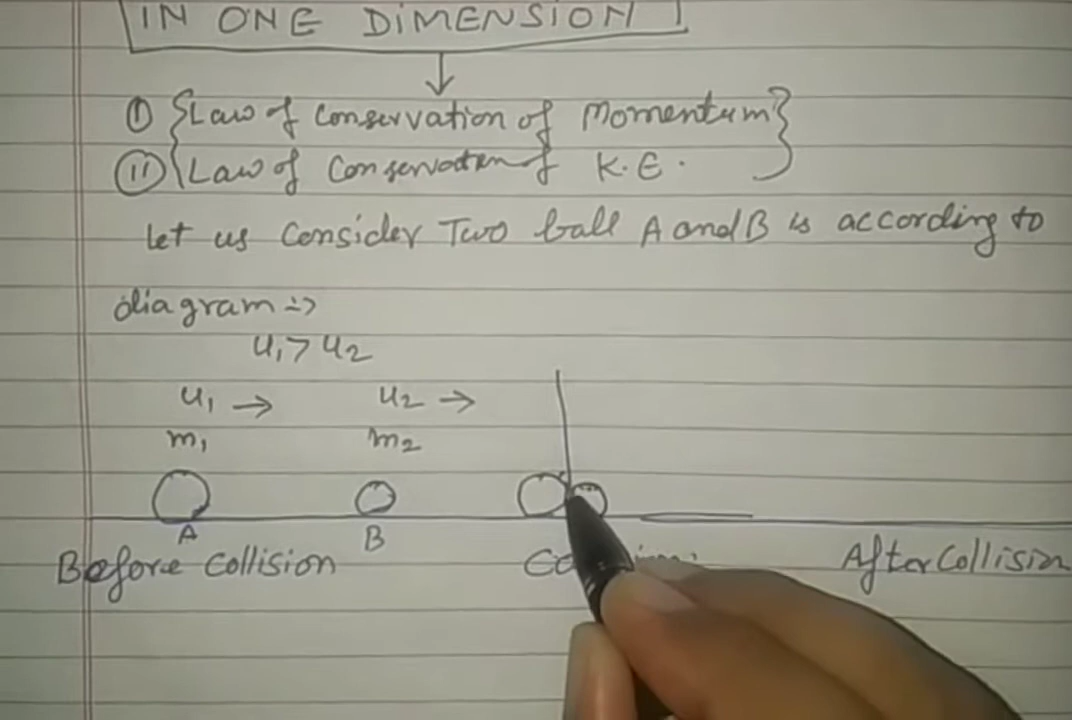 IN ONE DIMENSION
① Law of Conservation of Momentum
② Law of Conservation of K.E.
Let us Consider Two ball A and B is according to
diagram :->
u₁ > u₂
u₁ → u₂ →
m₁ m₂
A B
Before Collision After Collision